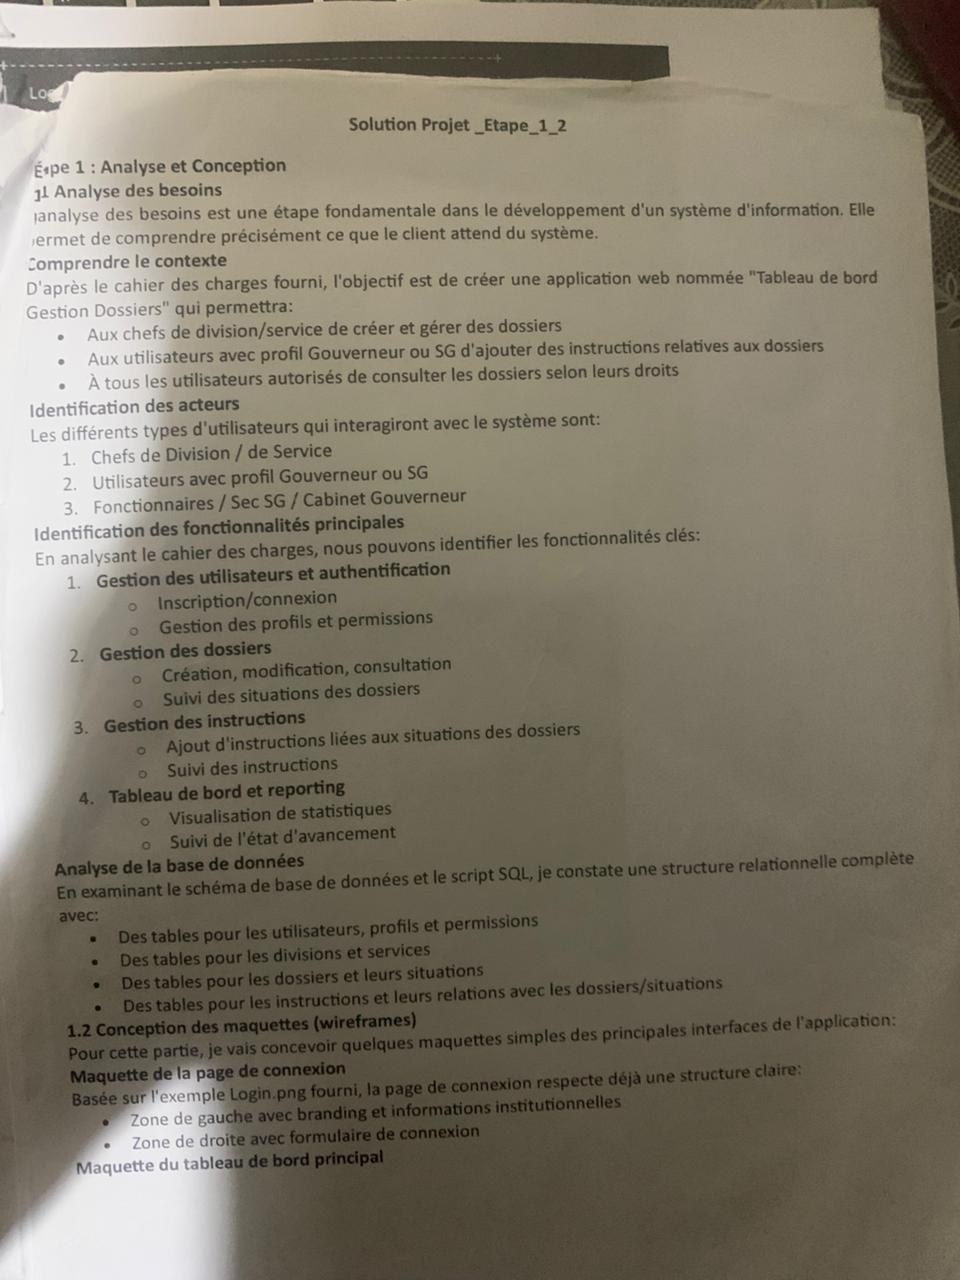 Log
Solution Projet _Etape_1_2
Étape 1 : Analyse et Conception
1.1 Analyse des besoins
analyse des besoins est une étape fondamentale dans le développement d'un système d'information. Elle
permet de comprendre précisément ce que le client attend du système.
Comprendre le contexte
D'après le cahier des charges fourni, l'objectif est de créer une application web nommée "Tableau de bord
Gestion Dossiers" qui permettra:
• Aux chefs de division/service de créer et gérer des dossiers
• Aux utilisateurs avec profil Gouverneur ou SG d'ajouter des instructions relatives aux dossiers
• À tous les utilisateurs autorisés de consulter les dossiers selon leurs droits
Identification des acteurs
Les différents types d'utilisateurs qui interagiront avec le système sont:
1. Chefs de Division / de Service
2. Utilisateurs avec profil Gouverneur ou SG
3. Fonctionnaires / Sec SG / Cabinet Gouverneur
Identification des fonctionnalités principales
En analysant le cahier des charges, nous pouvons identifier les fonctionnalités clés:
1. Gestion des utilisateurs et authentification
o Inscription/connexion
o Gestion des profils et permissions
2. Gestion des dossiers
o Création, modification, consultation
o Suivi des situations des dossiers
3. Gestion des instructions
o Ajout d'instructions liées aux situations des dossiers
o Suivi des instructions
4. Tableau de bord et reporting
o Visualisation de statistiques
o Suivi de l'état d'avancement
Analyse de la base de données
En examinant le schéma de base de données et le script SQL, je constate une structure relationnelle complète
avec:
• Des tables pour les utilisateurs, profils et permissions
• Des tables pour les divisions et services
• Des tables pour les dossiers et leurs situations
• Des tables pour les instructions et leurs relations avec les dossiers/situations
1.2 Conception des maquettes (wireframes)
Pour cette partie, je vais concevoir quelques maquettes simples des principales interfaces de l'application:
Maquette de la page de connexion
Basée sur l'exemple Login.png fourni, la page de connexion respecte déjà une structure claire:
• Zone de gauche avec branding et informations institutionnelles
• Zone de droite avec formulaire de connexion
Maquette du tableau de bord principal